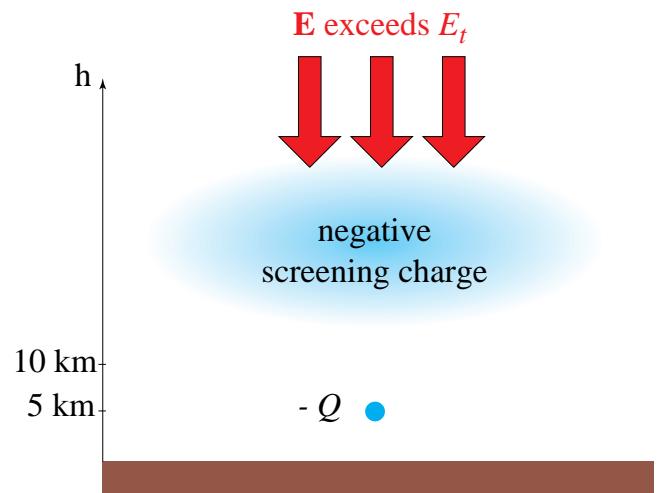 E exceeds E_t
h
negative
screening charge
10 km
5 km
- Q